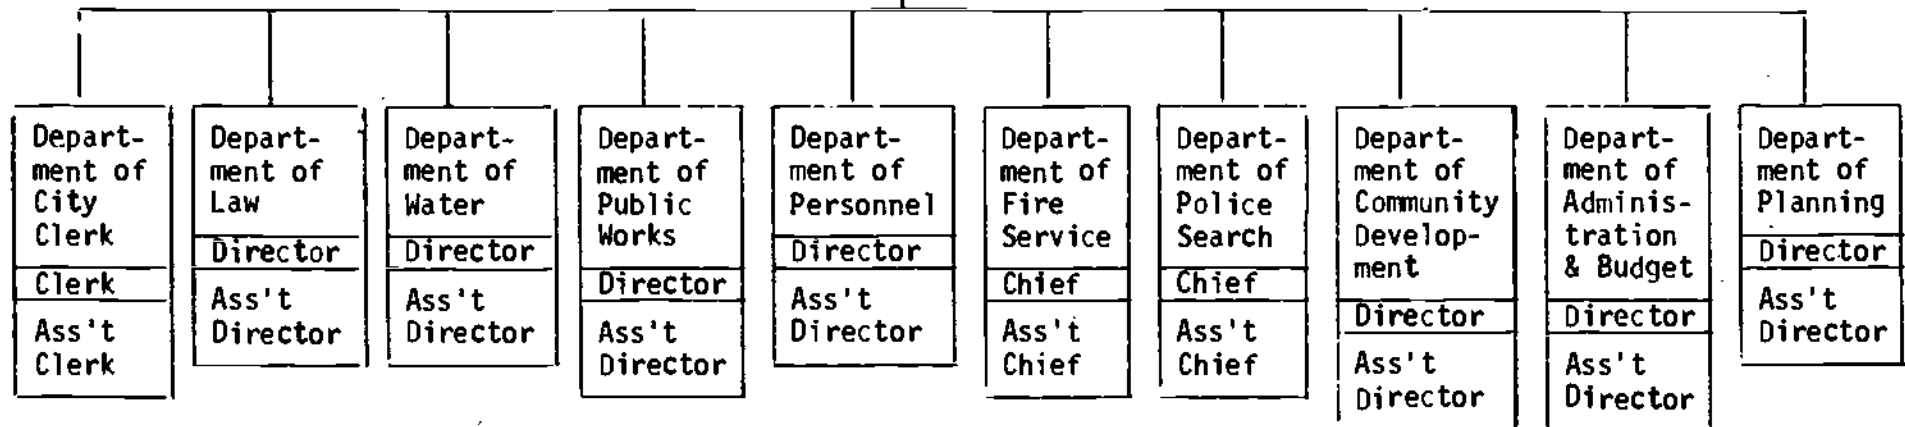 Depart-
ment of
City
Clerk
Clerk
Ass't
Clerk
Depart-
ment of
Law
Director
Ass't
Director
Depart-
ment of
Water
Director
Ass't
Director
Depart-
ment of
Public
Works
Director
Ass't
Director
Depart-
ment of
Personnel
Director
Ass't
Director
Depart-
ment of
Fire
Service
Chief
Ass't
Chief
Depart-
ment of
Police
Search
Chief
Ass't
Chief
Depart-
ment of
Community
Develop-
ment
Director
Ass't
Director
Depart-
ment of
Adminis-
tration
& Budget
Director
Ass't
Director
Depart-
ment of
Planning
Director
Ass't
Director